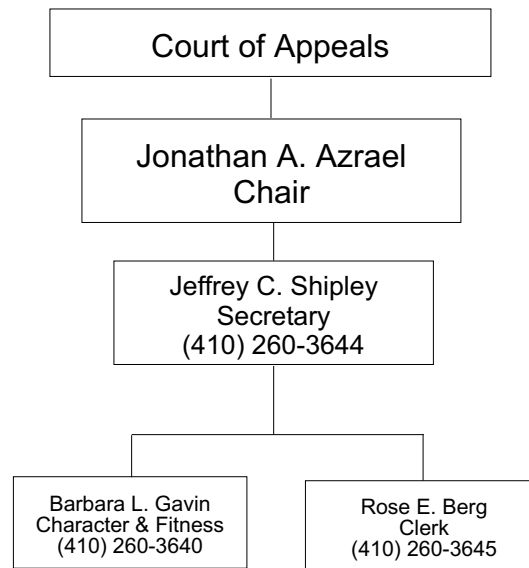 Court of Appeals
Jonathan A. Azrael
Chair
Jeffrey C. Shipley
Secretary
(410) 260-3644
Barbara L. Gavin
Character & Fitness
(410) 260-3640
Rose E. Berg
Clerk
(410) 260-3645